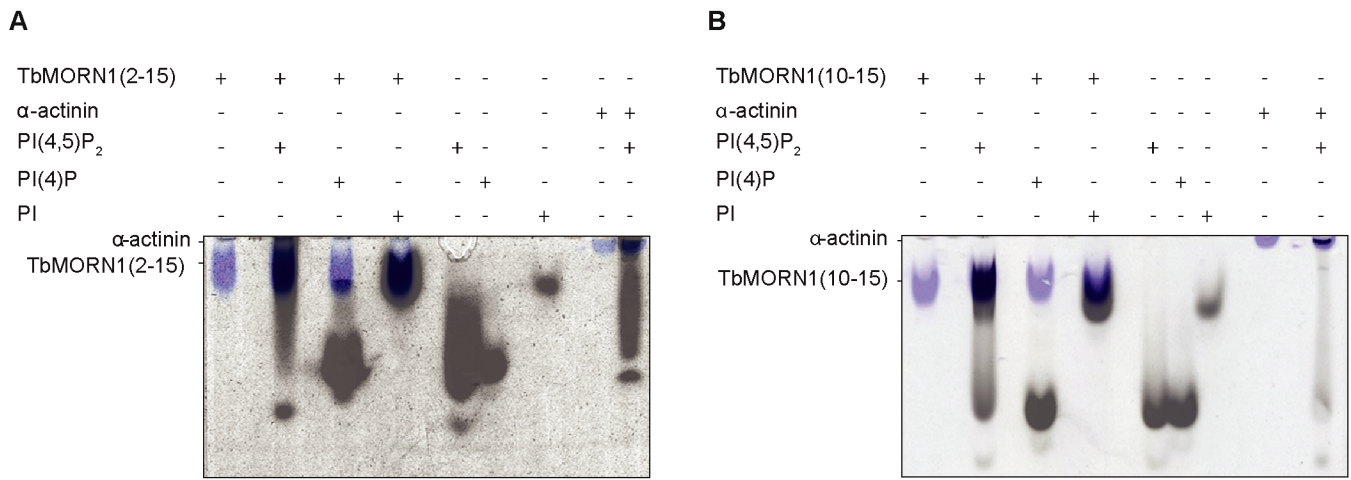 A
TbMORN1(2-15) + + + + - - - - -
α-actinin - - - - - - - + +
PI(4,5)P2 - + - - + - - - +
PI(4)P - - + - - + - - -
PI - - - + - - + - -
α-actinin
TbMORN1(2-15)
B
TbMORN1(10-15) + + + + - - - - -
α-actinin - - - - - - - + +
PI(4,5)P2 - + - - + - - - +
PI(4)P - - + - - + - - -
PI - - - + - - + - -
α-actinin
TbMORN1(10-15)